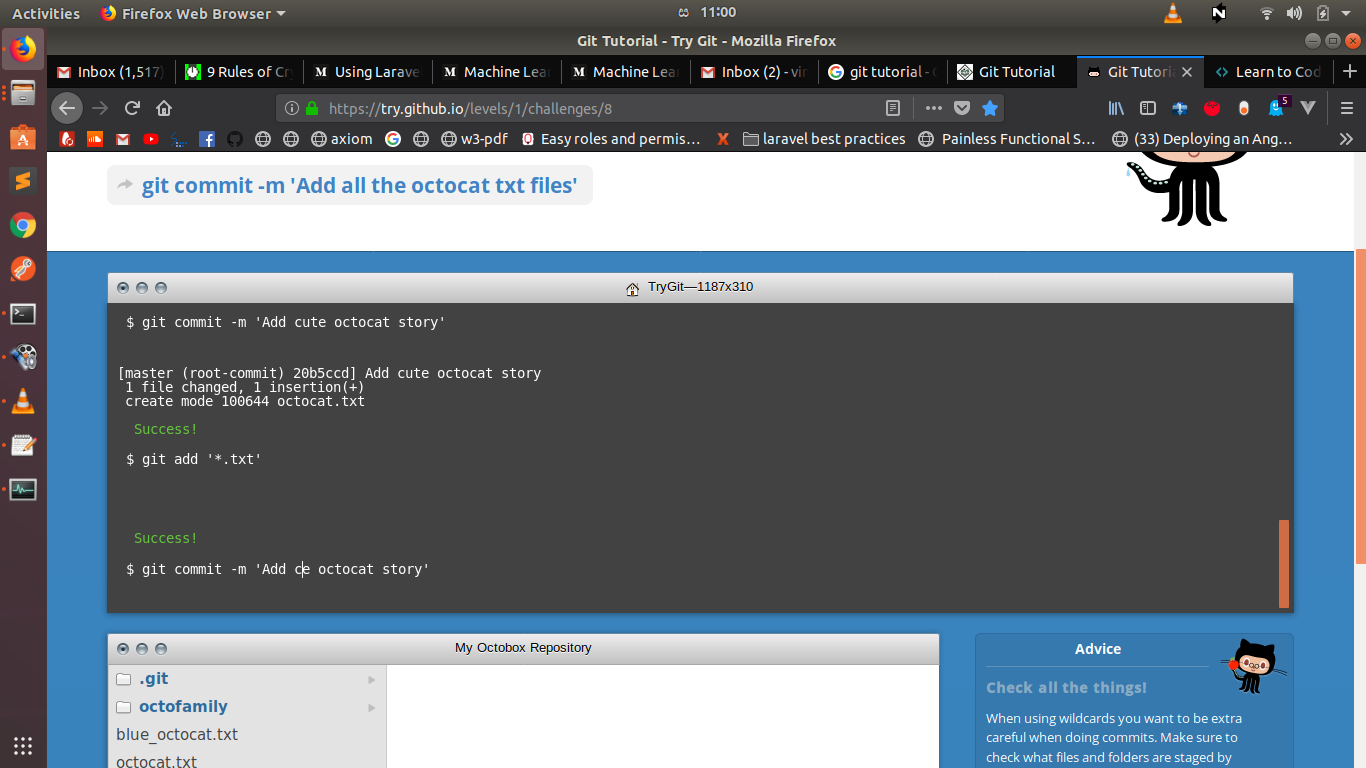 Activities
Firefox Web Browser
11:00
Git Tutorial - Try Git - Mozilla Firefox
Inbox (1,517)
9 Rules of Cr
Using Larave
Machine Lear
Machine Lear
Inbox (2) - vir
git tutorial - G
Git Tutorial
Git Tutoria
Learn to Cod
https://try.github.io/levels/1/challenges/8
5
axiom
w3-pdf
Easy roles and permis…
laravel best practices
Painless Functional S…
(33) Deploying an Ang…
git commit -m 'Add all the octocat txt files'
TryGit—1187x310
$ git commit -m 'Add cute octocat story'
[master (root-commit) 20b5ccd] Add cute octocat story
1 file changed, 1 insertion(+)
create mode 100644 octocat.txt
Success!
$ git add '*.txt'
Success!
$ git commit -m 'Add ce octocat story'
My Octobox Repository
.git
octofamily
blue_octocat.txt
octocat.txt
Advice
Check all the things!
When using wildcards you want to be extra
careful when doing commits. Make sure to
check what files and folders are staged by